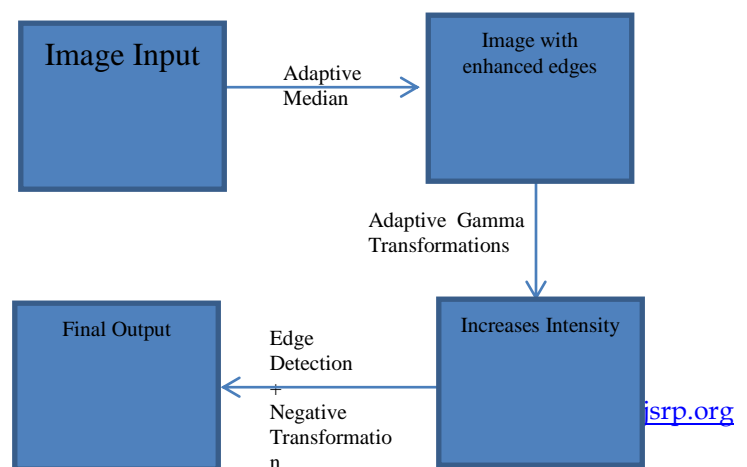 Image Input
Adaptive
Median
Image with
enhanced edges
Adaptive Gamma
Transformations
Increases Intensity
Edge
Detection
+
Negative
Transformatio
n
Final Output
jsrp.org